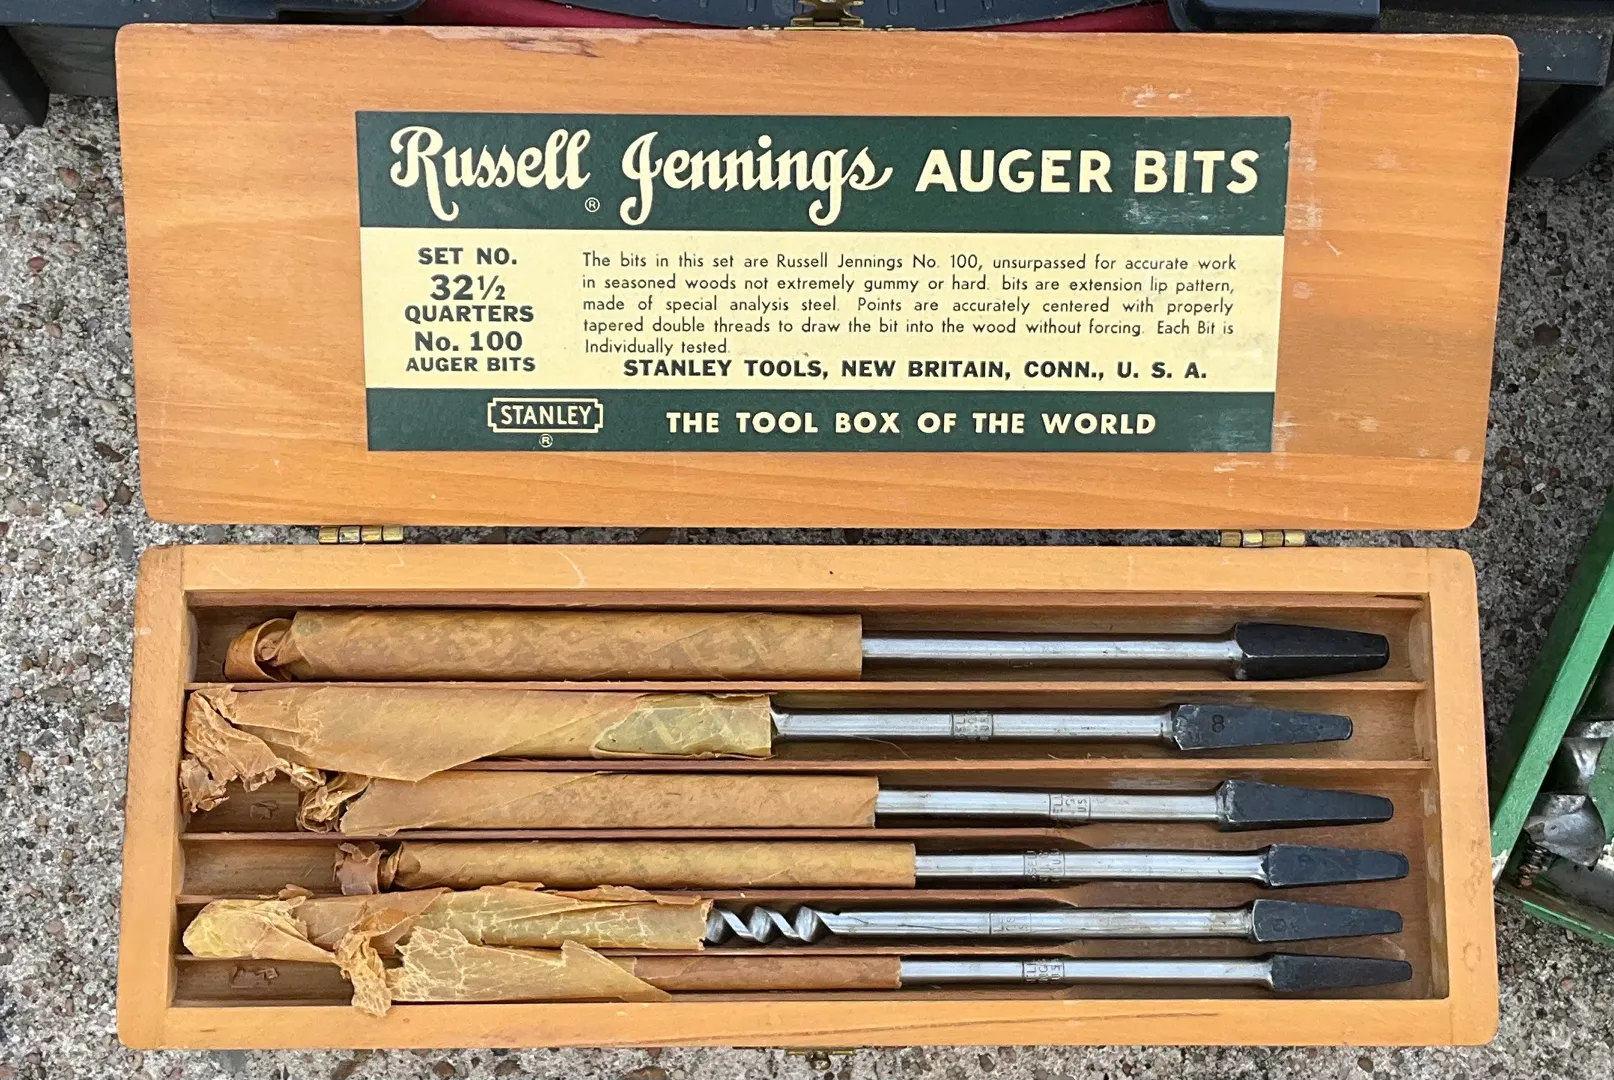 Russell Jennings AUGER BITS
®
SET NO.
32½
QUARTERS
No. 100
AUGER BITS
The bits in this set are Russell Jennings No. 100, unsurpassed for accurate work
in seasoned woods not extremely gummy or hard. bits are extension lip pattern,
made of special analysis steel. Points are accurately centered with properly
tapered double threads to draw the bit into the wood without forcing. Each Bit is
Individually tested.
STANLEY TOOLS, NEW BRITAIN, CONN., U. S. A.
STANLEY
®
THE TOOL BOX OF THE WORLD
8